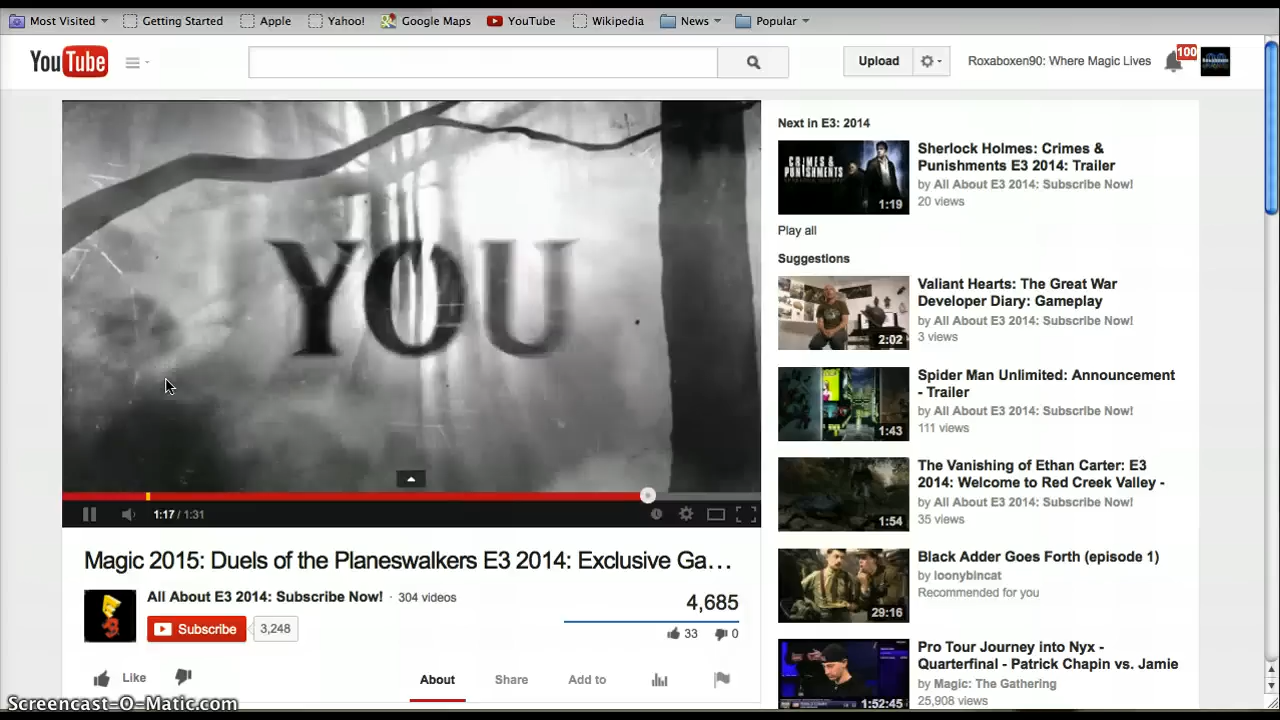 Most Visited Getting Started Apple Yahoo! Google Maps YouTube Wikipedia News Popular
YouTube Upload Roxaboxen90: Where Magic Lives 100
YOU
1:17 / 1:31
Magic 2015: Duels of the Planeswalkers E3 2014: Exclusive Ga...
All About E3 2014: Subscribe Now! · 304 videos
Subscribe 3,248
4,685
33 0
Like
About Share Add to
Next in E3: 2014
CRIMES &
PUNISHMENTS
1:19
Sherlock Holmes: Crimes &
Punishments E3 2014: Trailer
by All About E3 2014: Subscribe Now!
20 views
Play all
Suggestions
2:02
Valiant Hearts: The Great War
Developer Diary: Gameplay
by All About E3 2014: Subscribe Now!
3 views
1:43
Spider Man Unlimited: Announcement
- Trailer
by All About E3 2014: Subscribe Now!
111 views
1:54
The Vanishing of Ethan Carter: E3
2014: Welcome to Red Creek Valley -
by All About E3 2014: Subscribe Now!
35 views
29:16
Black Adder Goes Forth (episode 1)
by loonybincat
Recommended for you
1:52:45
Pro Tour Journey into Nyx -
Quarterfinal - Patrick Chapin vs. Jamie
by Magic: The Gathering
25,908 views
Screencast-O-Matic.com